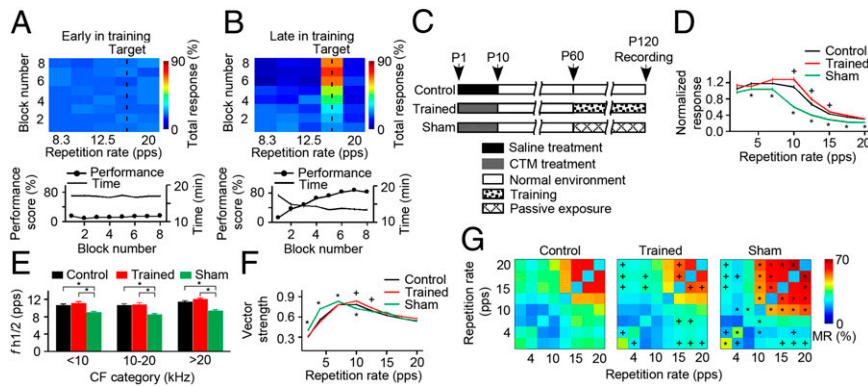 A
Early in training
Target
Block number
8
6
4
2
8.3 12.5 20
Repetition rate (pps)
90
0
Total response (%)
Performance
Time
Performance score (%)
80
40
0
20
10
Time (min)
2 4 6 8
Block number
B
Late in training
Target
Block number
8
6
4
2
8.3 12.5 20
Repetition rate (pps)
90
0
Total response (%)
Performance
Time
Performance score (%)
80
40
0
20
10
Time (min)
2 4 6 8
Block number
C
P1 P10 P60 P120
Recording
Control
Trained
Sham
Saline treatment
CTM treatment
Normal environment
Training
Passive exposure
D
Control
Trained
Sham
Normalized response
1.2
0.8
0.4
0
+
+
+
* * * * * * *
5 10 15 20
Repetition rate (pps)
E
Control Trained Sham
fh1/2 (pps)
16
12
8
4
0
* * *
* * *
<10 10-20 >20
CF category (kHz)
F
Control
Trained
Sham
Vector strength
0.9
0.6
0.3
* * * + +
*
5 10 15 20
Repetition rate (pps)
G
Control Trained Sham
Repetition rate (pps)
20
15
10
4
4 10 15 20
4 10 15 20
4 10 15 20
Repetition rate (pps)
70
0
MR (%)